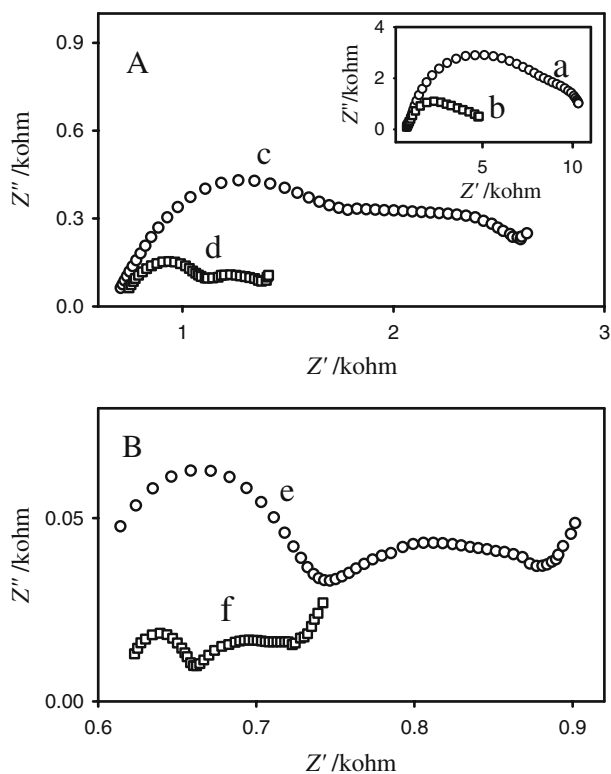 A
0.9
0.6
0.3
0.0
Z″ /kohm
c
d
1
2
3
Z′ /kohm
4
2
0
Z″/kohm
a
b
5
10
Z′ /kohm
B
0.05
0.00
Z″ /kohm
e
f
0.6
0.7
0.8
0.9
Z′ /kohm